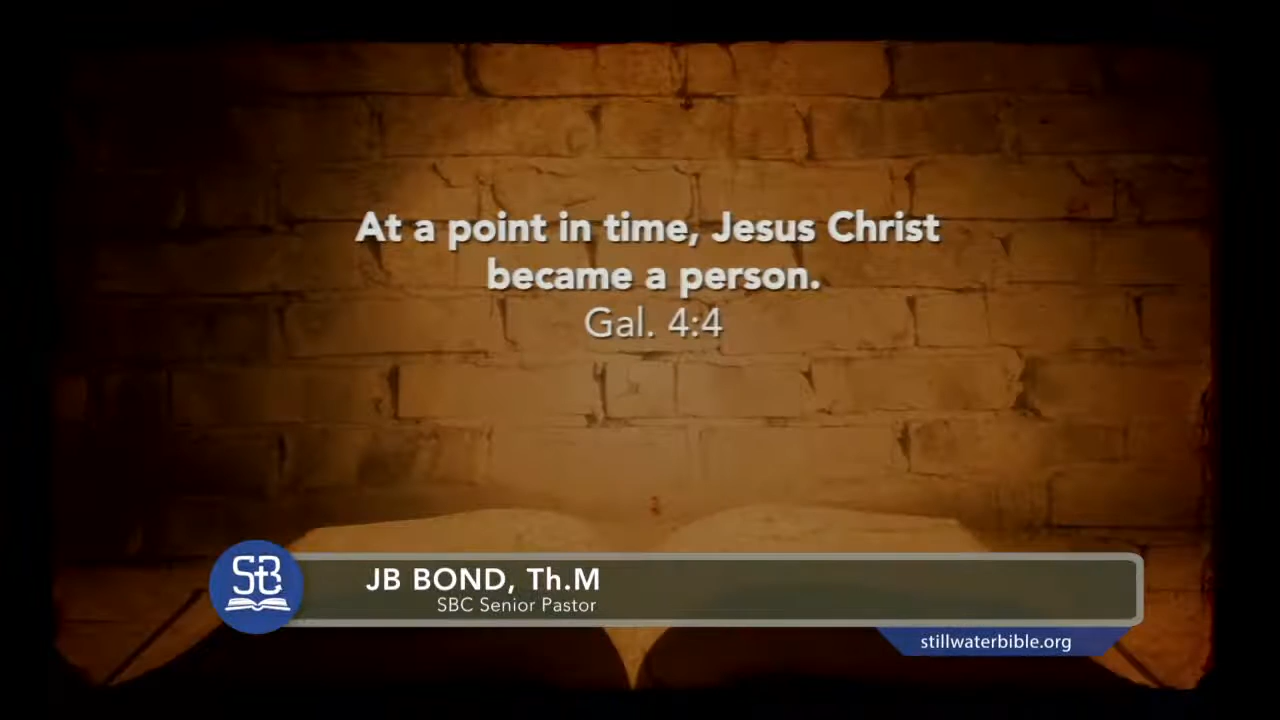 At a point in time, Jesus Christ
became a person.
Gal. 4:4
StB
JB BOND, Th.M
SBC Senior Pastor
stillwaterbible.org